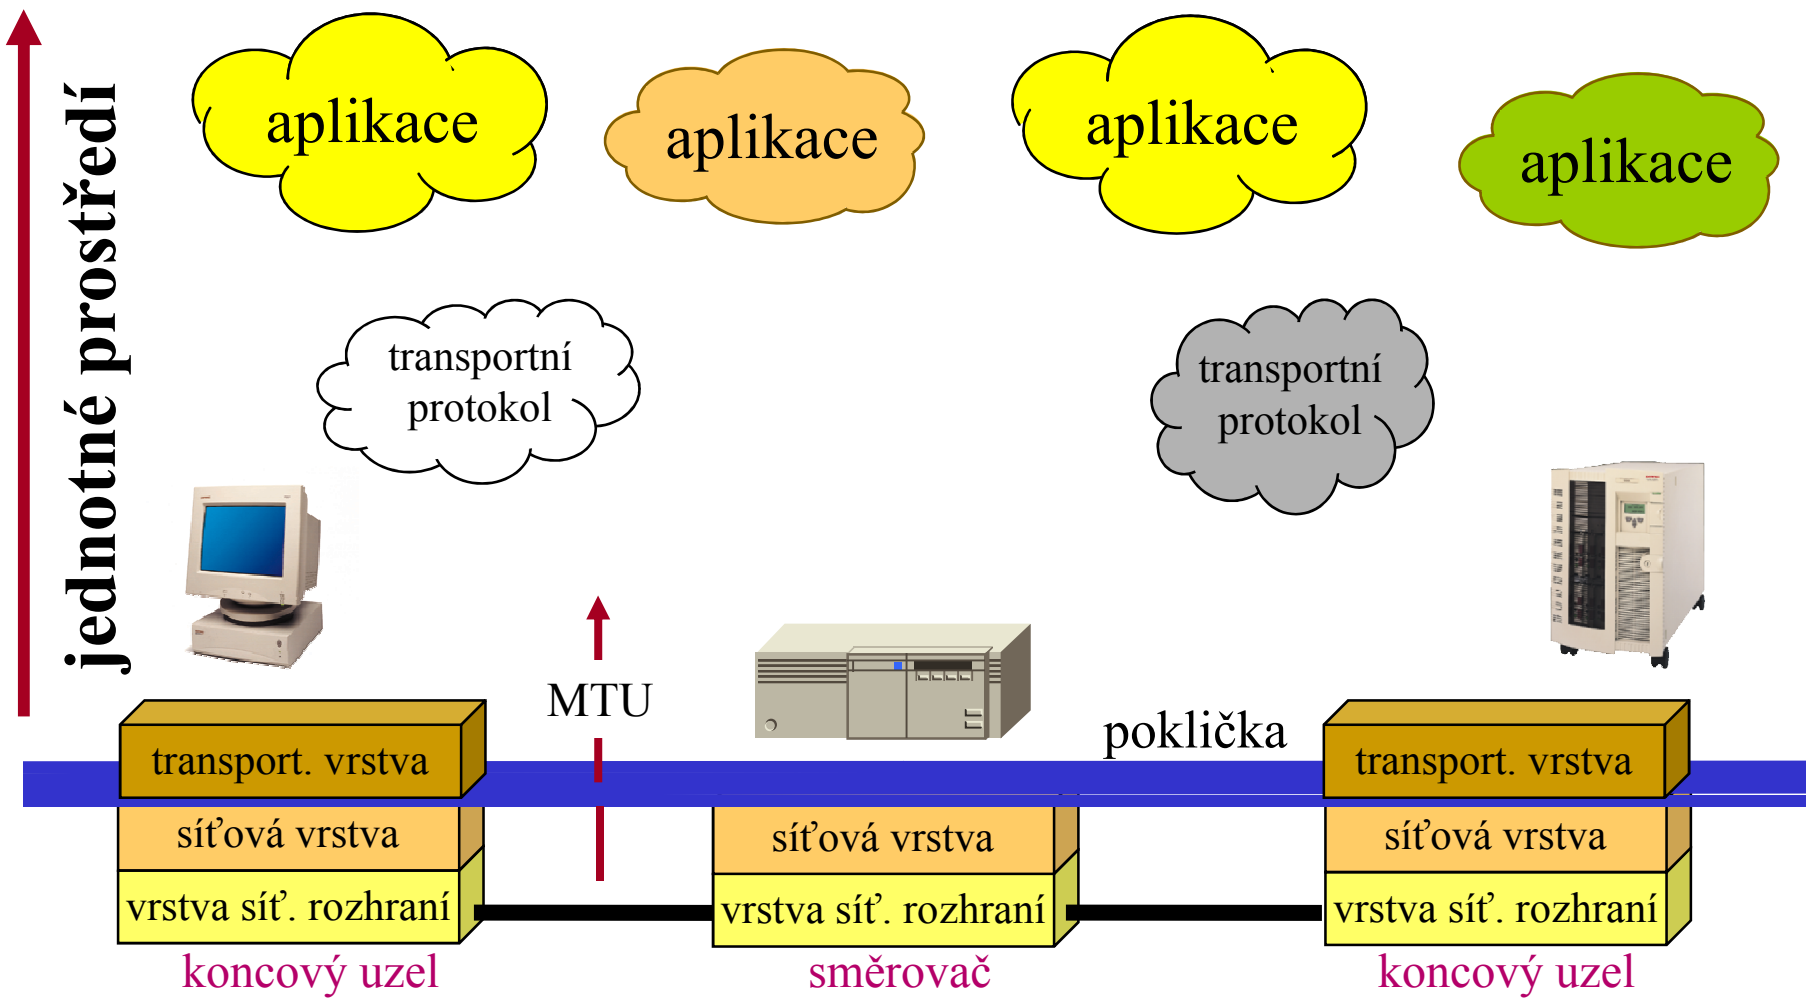 jednotné prostředí
aplikace
aplikace
aplikace
aplikace
transportní
protokol
transportní
protokol
MTU
poklička
transport. vrstva
transport. vrstva
síťová vrstva
síťová vrstva
síťová vrstva
vrstva síť. rozhraní
vrstva síť. rozhraní
vrstva síť. rozhraní
koncový uzel
směrovač
koncový uzel